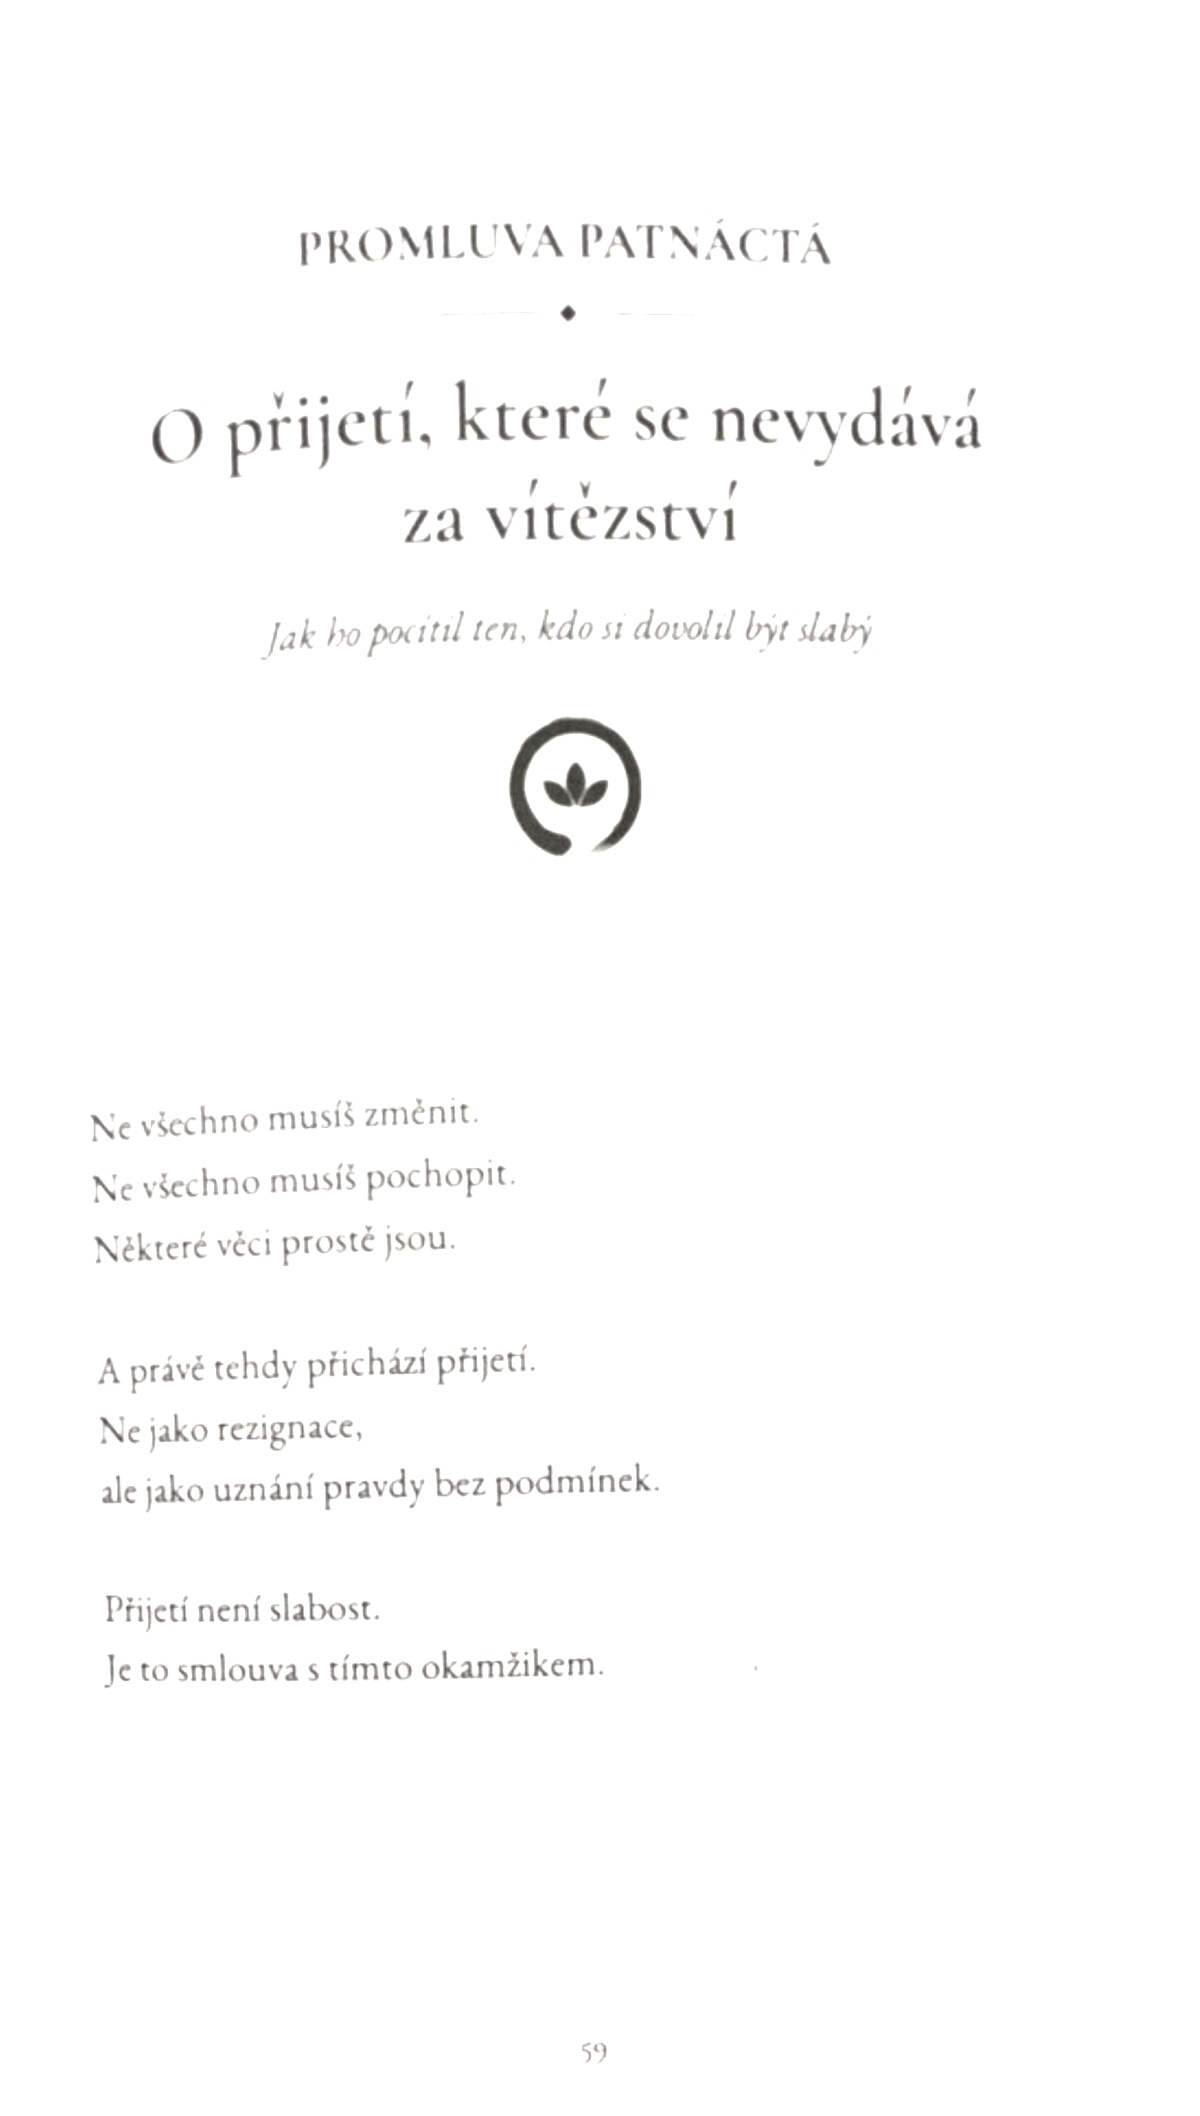 PROMLUVA PATNÁCTÁ
O přijetí, které se nevydává
za vítězství
Jak ho pocítil ten, kdo si dovolil být slabý
Ne všechno musíš změnit.
Ne všechno musíš pochopit.
Některé věci prostě jsou.
A právě tehdy přichází přijetí.
Ne jako rezignace,
ale jako uznání pravdy bez podmínek.
Přijetí není slabost.
Je to smlouva s tímto okamžikem.
59